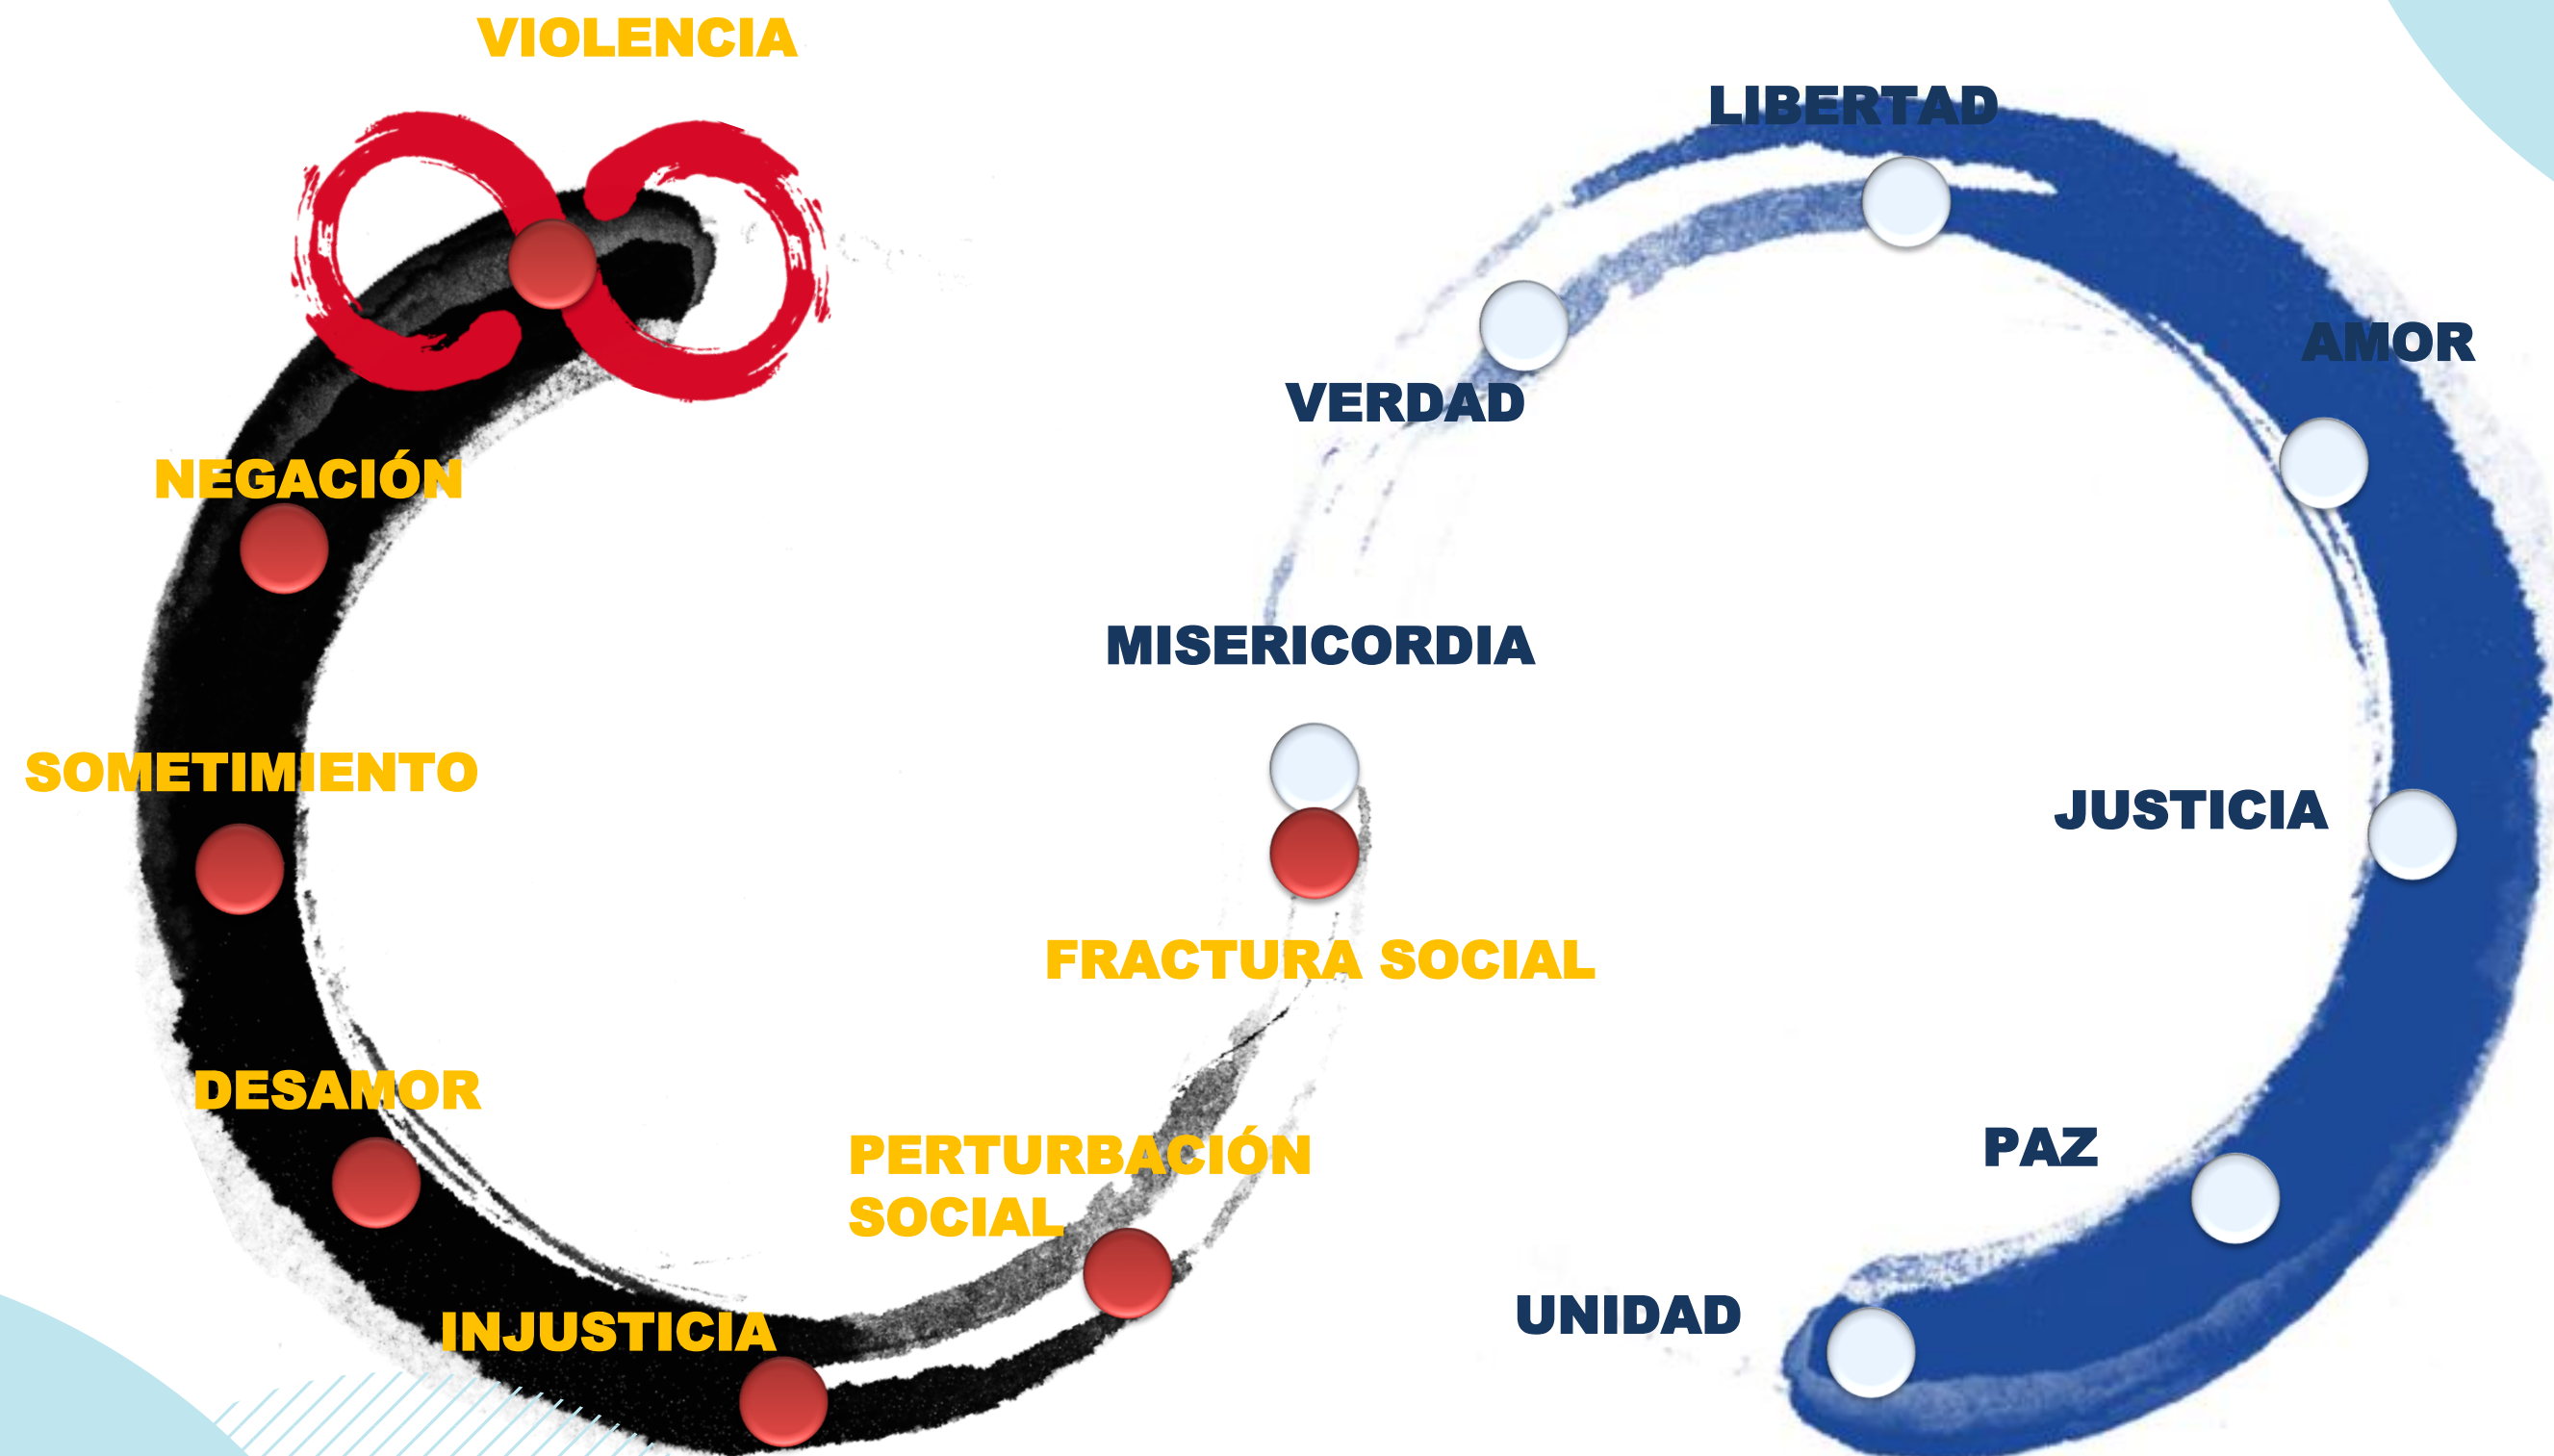 VIOLENCIA
NEGACIÓN
SOMETIMIENTO
DESAMOR
INJUSTICIA
PERTURBACIÓN
SOCIAL
FRACTURA SOCIAL
MISERICORDIA
VERDAD
LIBERTAD
AMOR
JUSTICIA
PAZ
UNIDAD